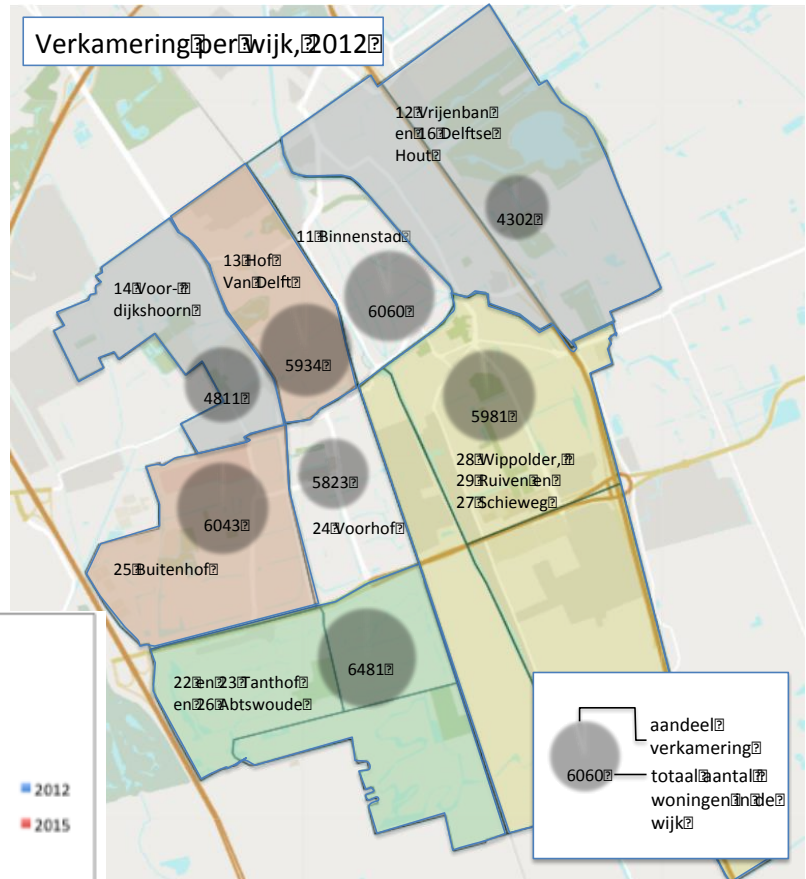 Verkamering per wijk, 2012
12 Vrijenban
en 16 Delftse
Hout
4302
11 Binnenstad
6060
13 Hof
Van Delft
5934
14 Voor-
dijkshoorn
4811
5981
28 Wippolder,
29 Ruiven en
27 Schieweg
5823
24 Voorhof
6043
25 Buitenhof
6481
22 en 23 Tanthof
en 26 Abtswoude
aandeel
verkamering
6060
totaal aantal
woningen in de
wijk
2012
2015